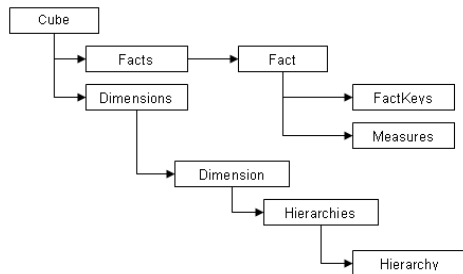 Cube
Facts
Fact
Dimensions
FactKeys
Measures
Dimension
Hierarchies
Hierarchy